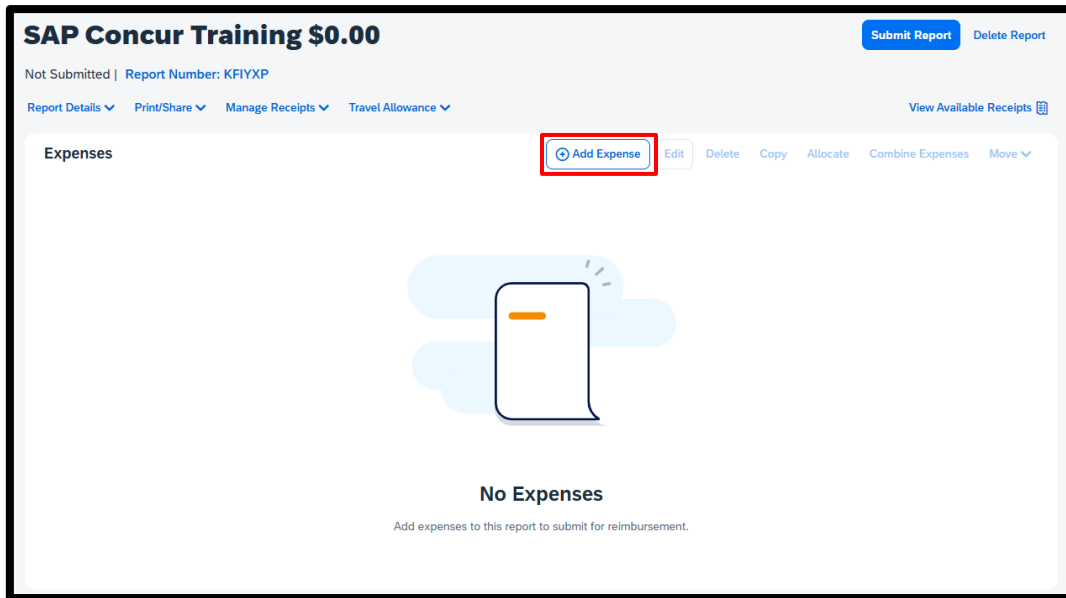 SAP Concur Training $0.00
Submit Report Delete Report
Not Submitted | Report Number: KFIYXP
Report Details Print/Share Manage Receipts Travel Allowance View Available Receipts
Expenses Add Expense Edit Delete Copy Allocate Combine Expenses Move
No Expenses
Add expenses to this report to submit for reimbursement.